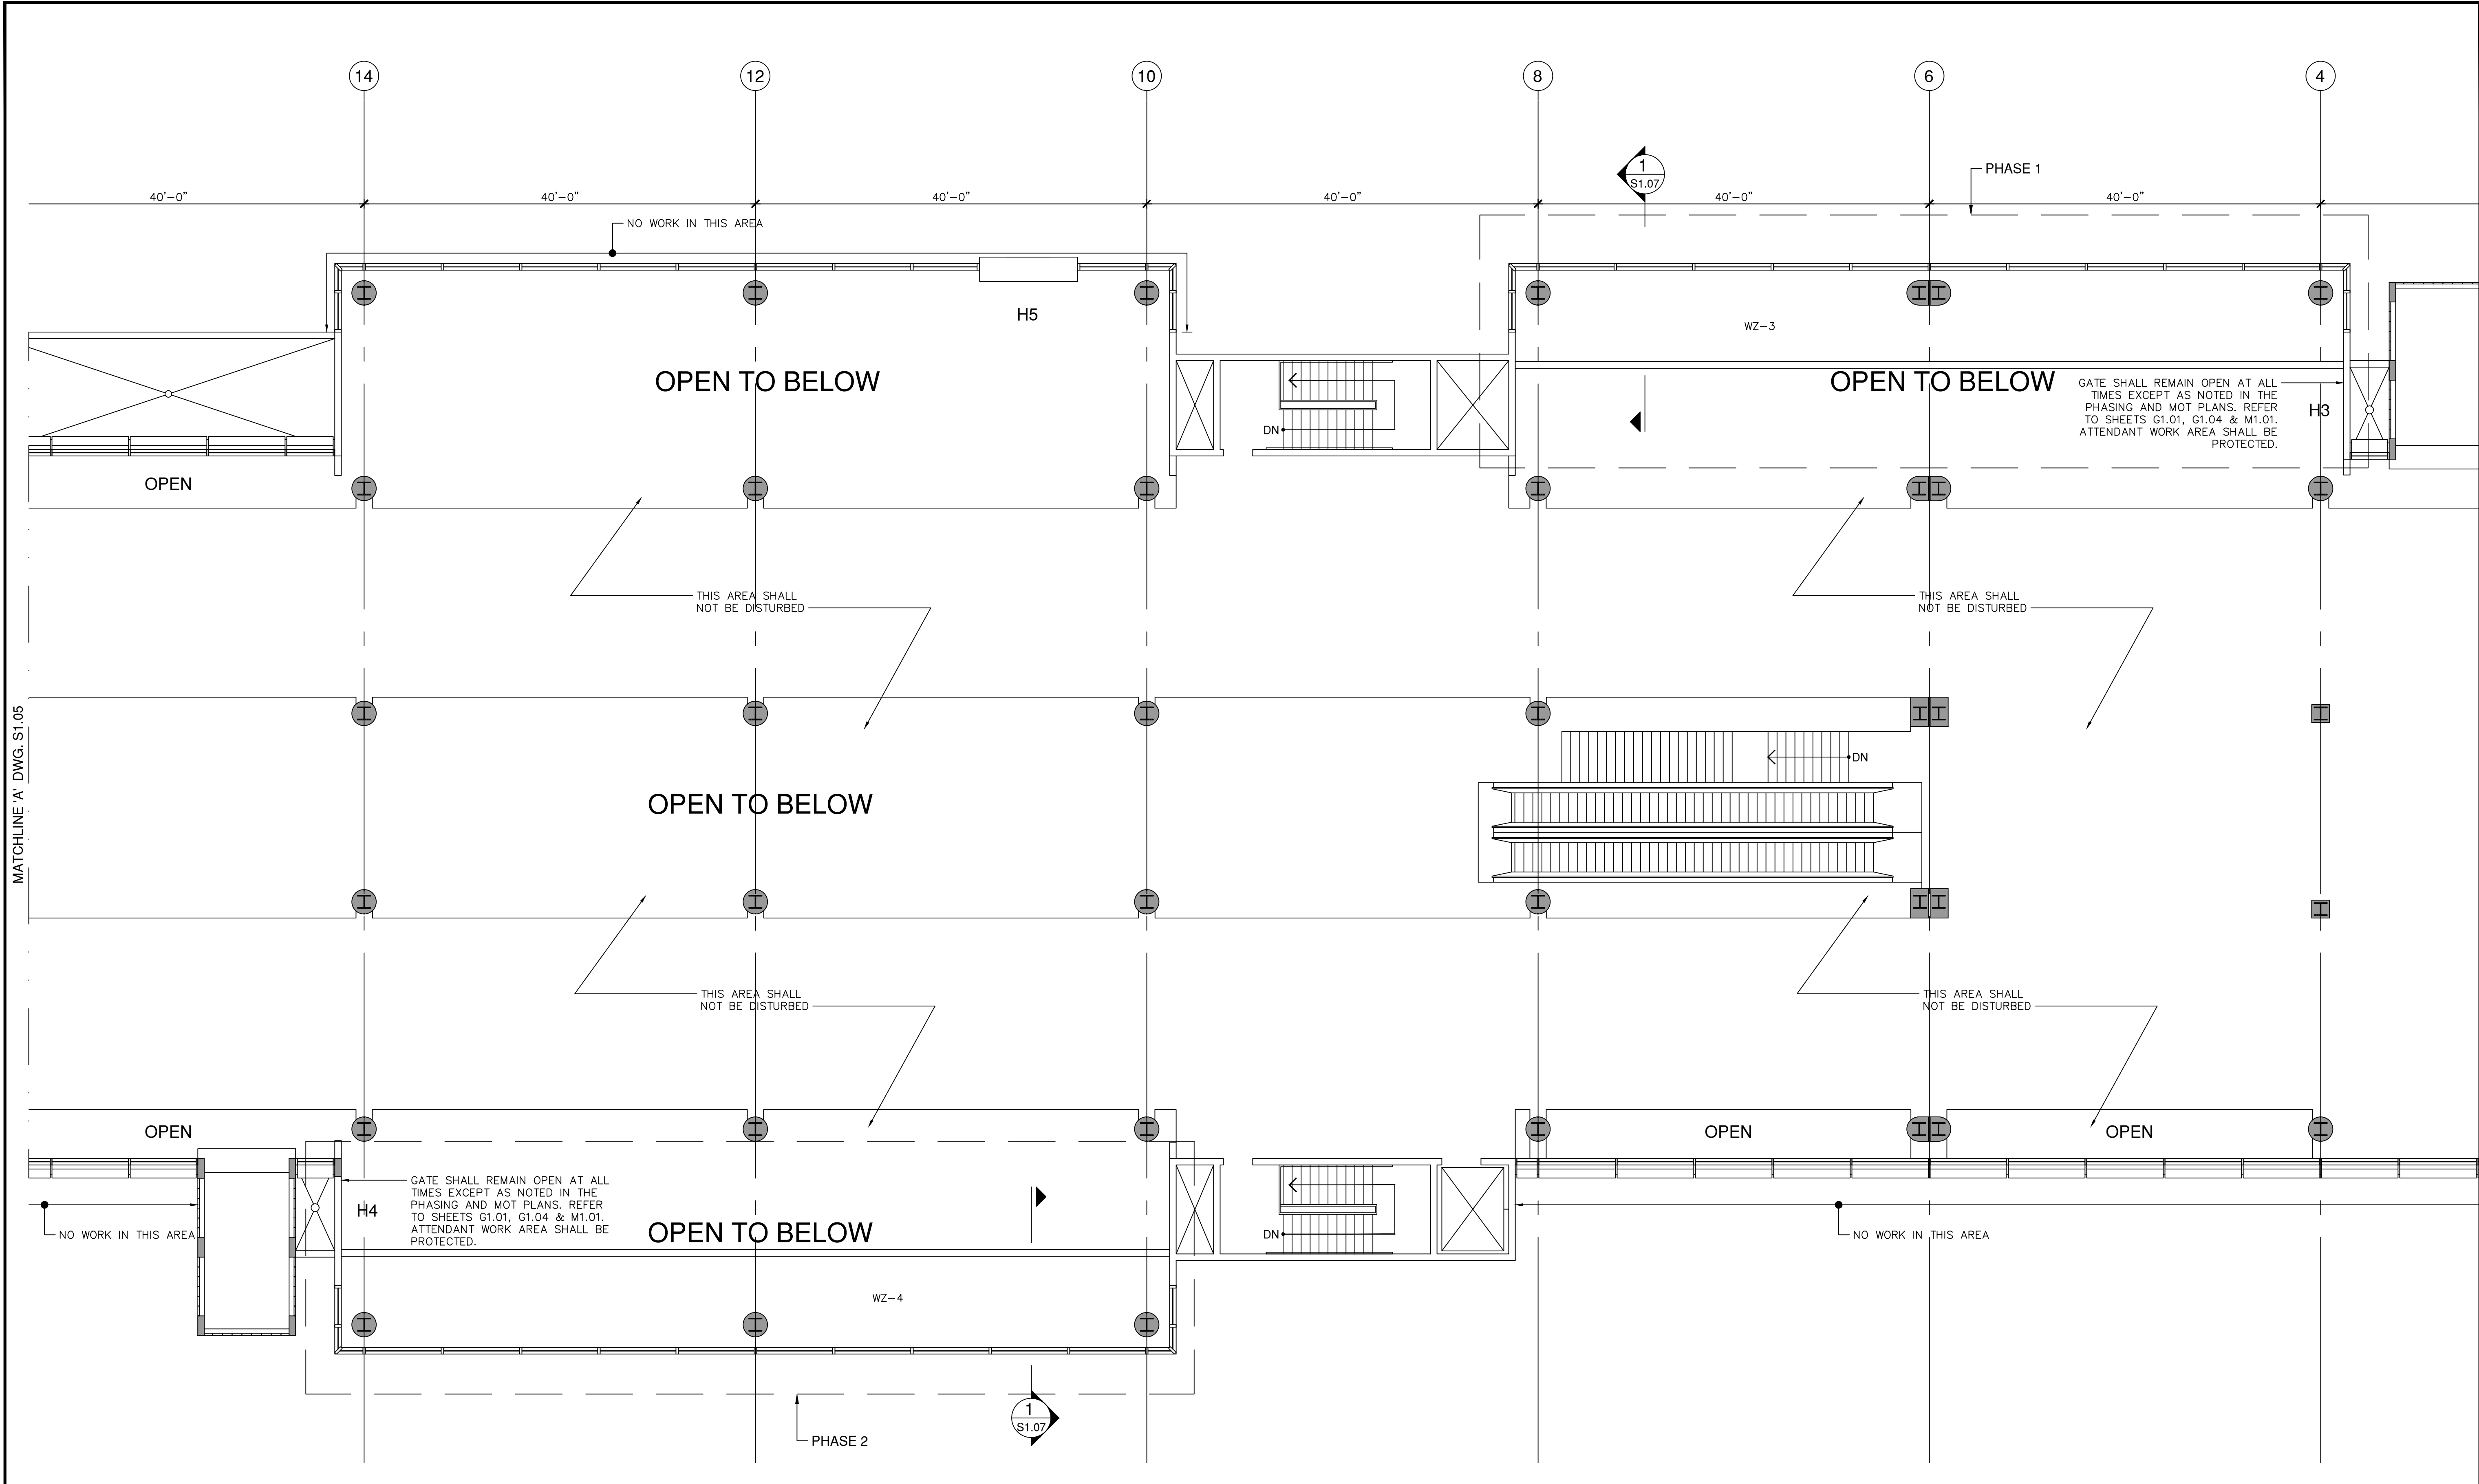 14
12
10
8
6
4
1
S1.07
PHASE 1
40'-0"
40'-0"
40'-0"
40'-0"
40'-0"
40'-0"
NO WORK IN THIS AREA
H5
WZ-3
OPEN TO BELOW
OPEN TO BELOW
GATE SHALL REMAIN OPEN AT ALL
TIMES EXCEPT AS NOTED IN THE
PHASING AND MOT PLANS. REFER
TO SHEETS G1.01, G1.04 & M1.01.
ATTENDANT WORK AREA SHALL BE
PROTECTED.
H3
DN
OPEN
THIS AREA SHALL
NOT BE DISTURBED
THIS AREA SHALL
NOT BE DISTURBED
MATCHLINE 'A' DWG. S1.05
DN
OPEN TO BELOW
THIS AREA SHALL
NOT BE DISTURBED
THIS AREA SHALL
NOT BE DISTURBED
OPEN
OPEN
OPEN
GATE SHALL REMAIN OPEN AT ALL
TIMES EXCEPT AS NOTED IN THE
PHASING AND MOT PLANS. REFER
TO SHEETS G1.01, G1.04 & M1.01.
ATTENDANT WORK AREA SHALL BE
PROTECTED.
H4
OPEN TO BELOW
DN
NO WORK IN THIS AREA
NO WORK IN THIS AREA
WZ-4
1
S1.07
PHASE 2